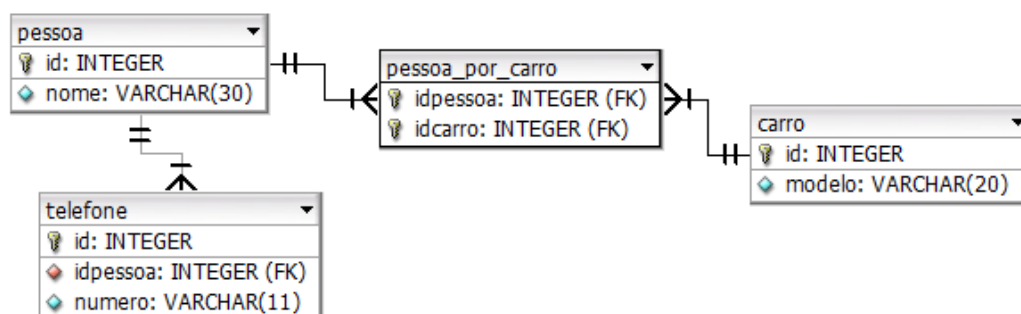 pessoa
id: INTEGER
nome: VARCHAR(30)
pessoa_por_carro
idpessoa: INTEGER (FK)
idcarro: INTEGER (FK)
carro
id: INTEGER
modelo: VARCHAR(20)
telefone
id: INTEGER
idpessoa: INTEGER (FK)
numero: VARCHAR(11)